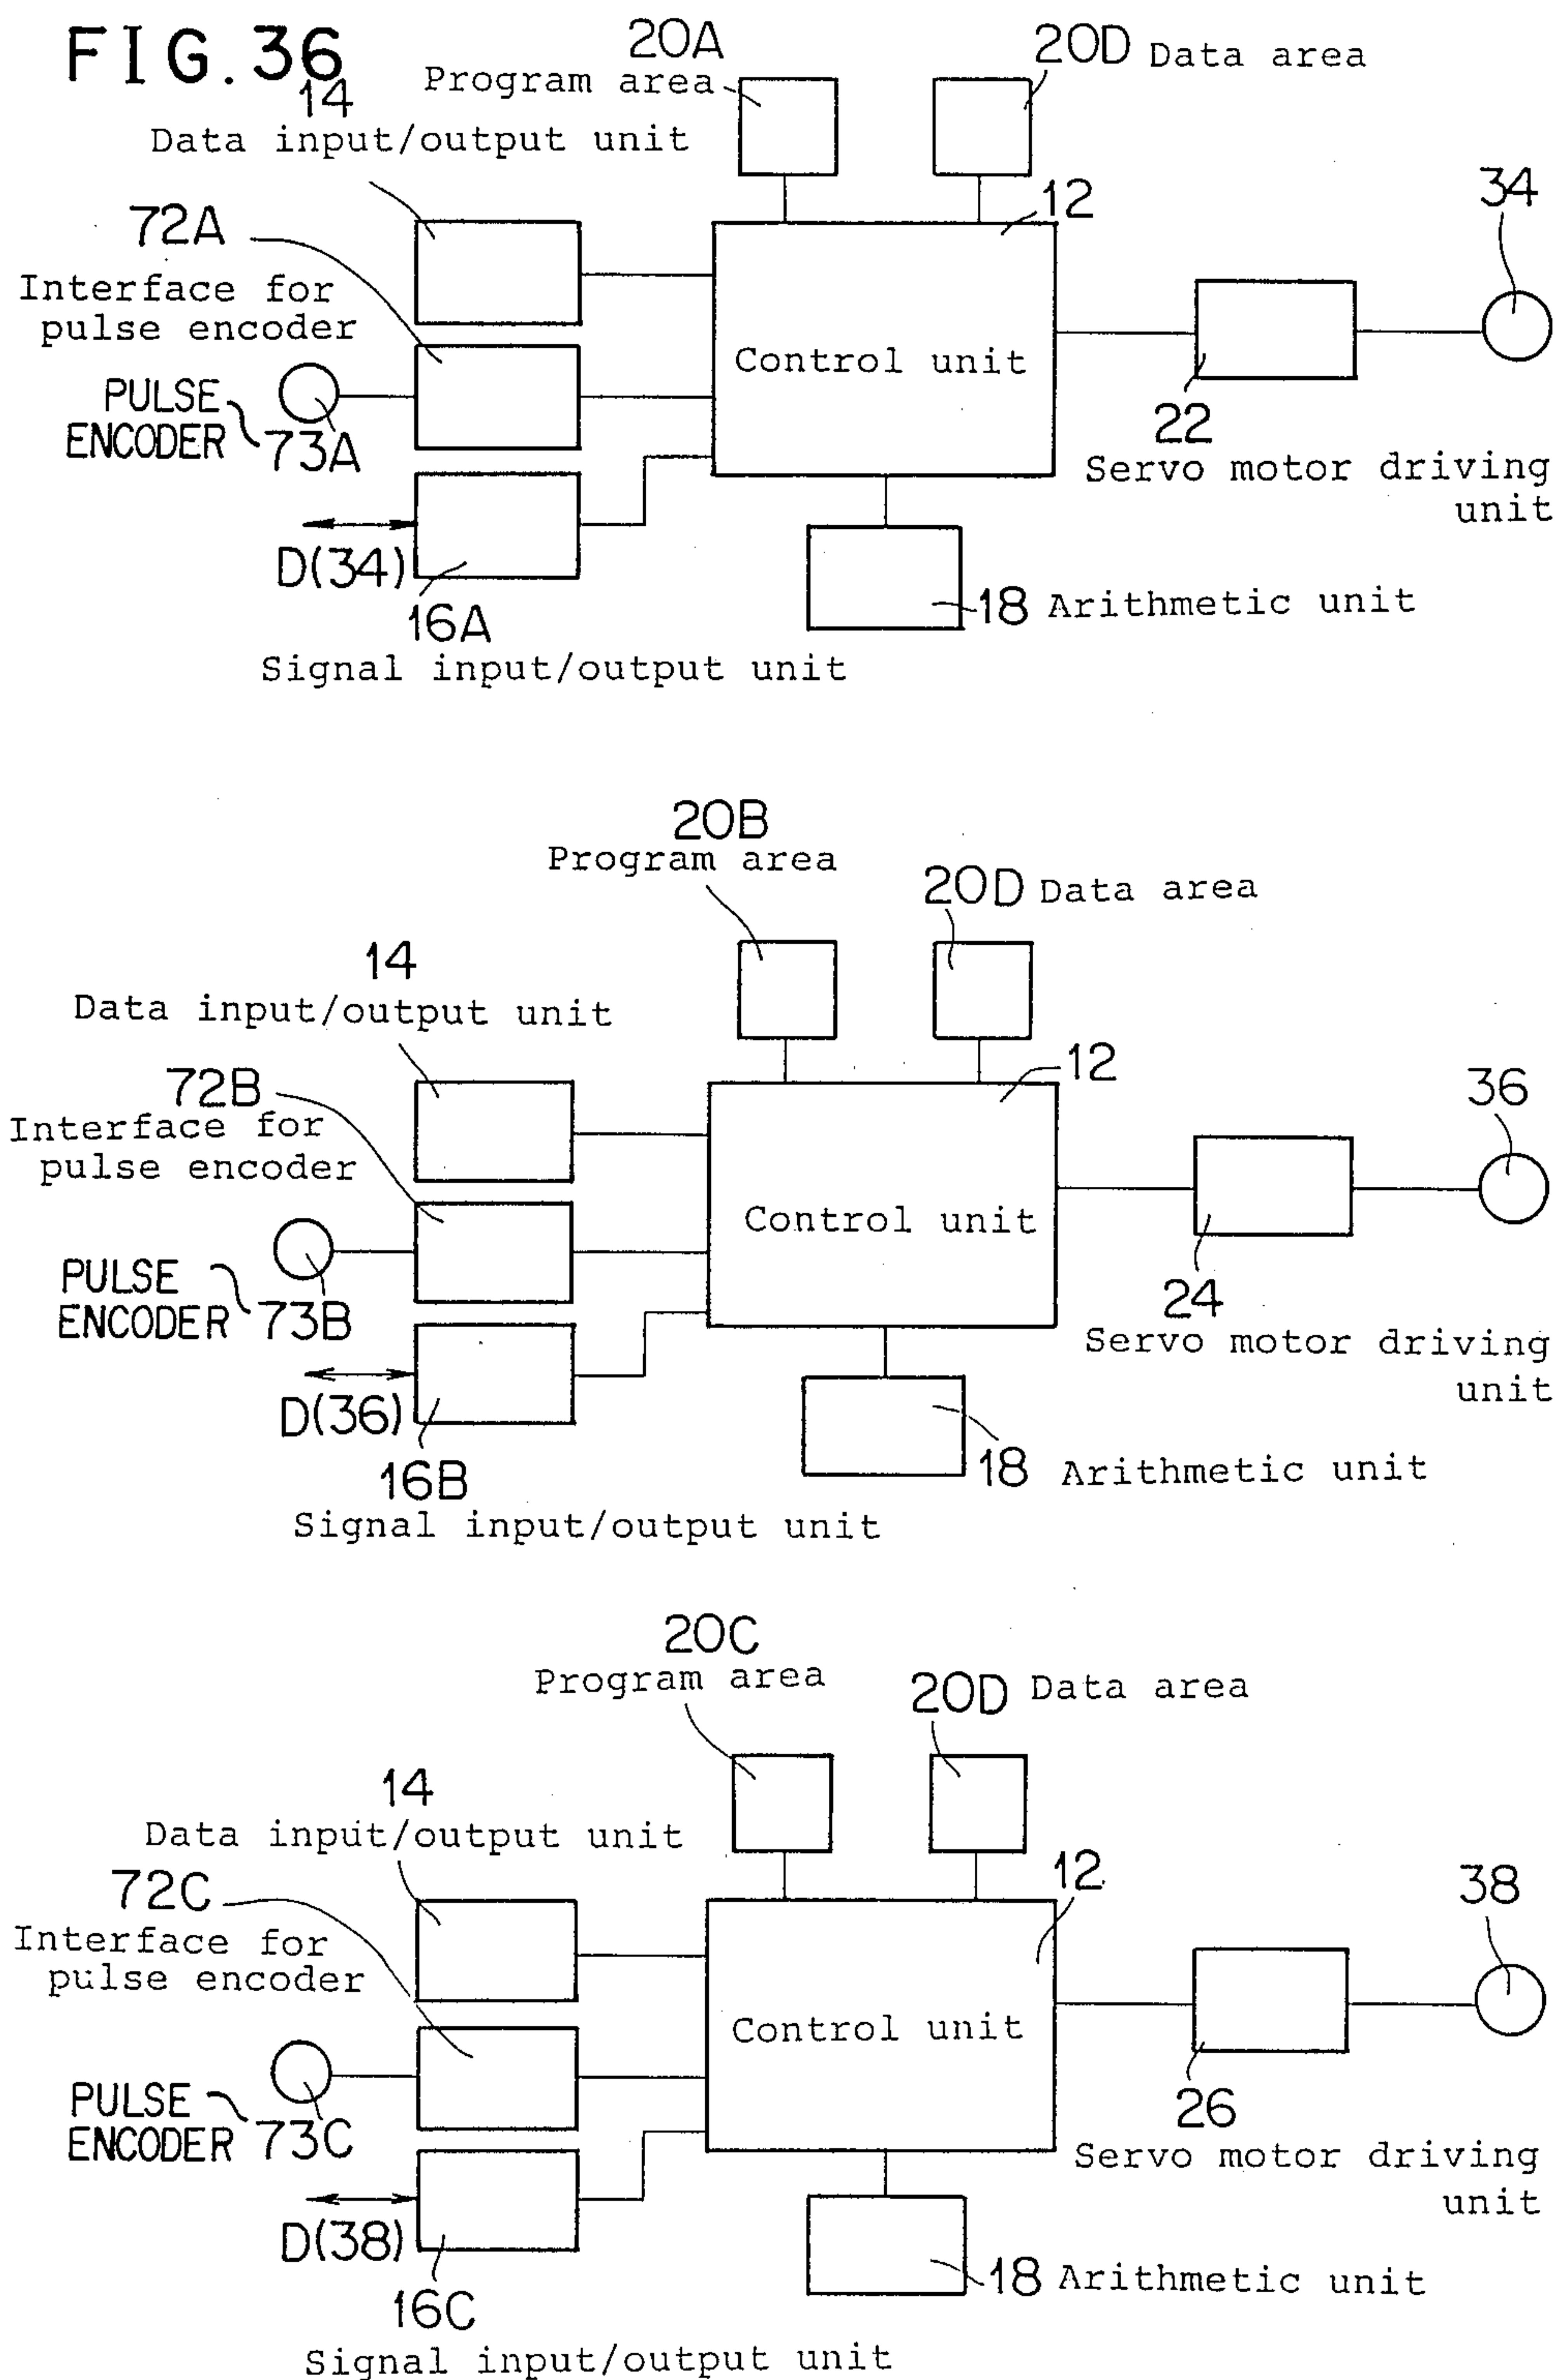 FIG.36
20A
Program area
20D Data area
14
Data input/output unit
12
34
72A
Interface for
pulse encoder
Control unit
PULSE
ENCODER 73A
22
Servo motor driving
unit
D(34)
16A
Signal input/output unit
18 Arithmetic unit
20B
Program area
20D Data area
14
Data input/output unit
12
36
72B
Interface for
pulse encoder
Control unit
PULSE
ENCODER 73B
24
Servo motor driving
unit
D(36)
16B
Signal input/output unit
18 Arithmetic unit
20C
Program area
20D Data area
14
Data input/output unit
12
38
72C
Interface for
pulse encoder
Control unit
PULSE
ENCODER 73C
26
Servo motor driving
unit
D(38)
16C
Signal input/output unit
18 Arithmetic unit